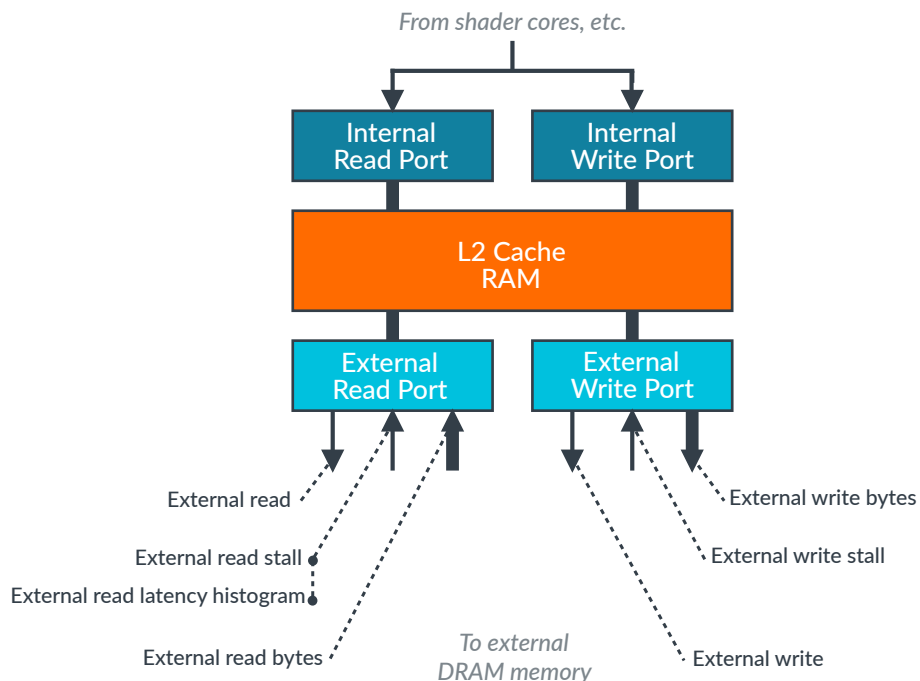 From shader cores, etc.
Internal
Read Port
Internal
Write Port
L2 Cache
RAM
External
Read Port
External
Write Port
External read
External write bytes
External read stall
External write stall
External read latency histogram
External read bytes
To external
DRAM memory
External write